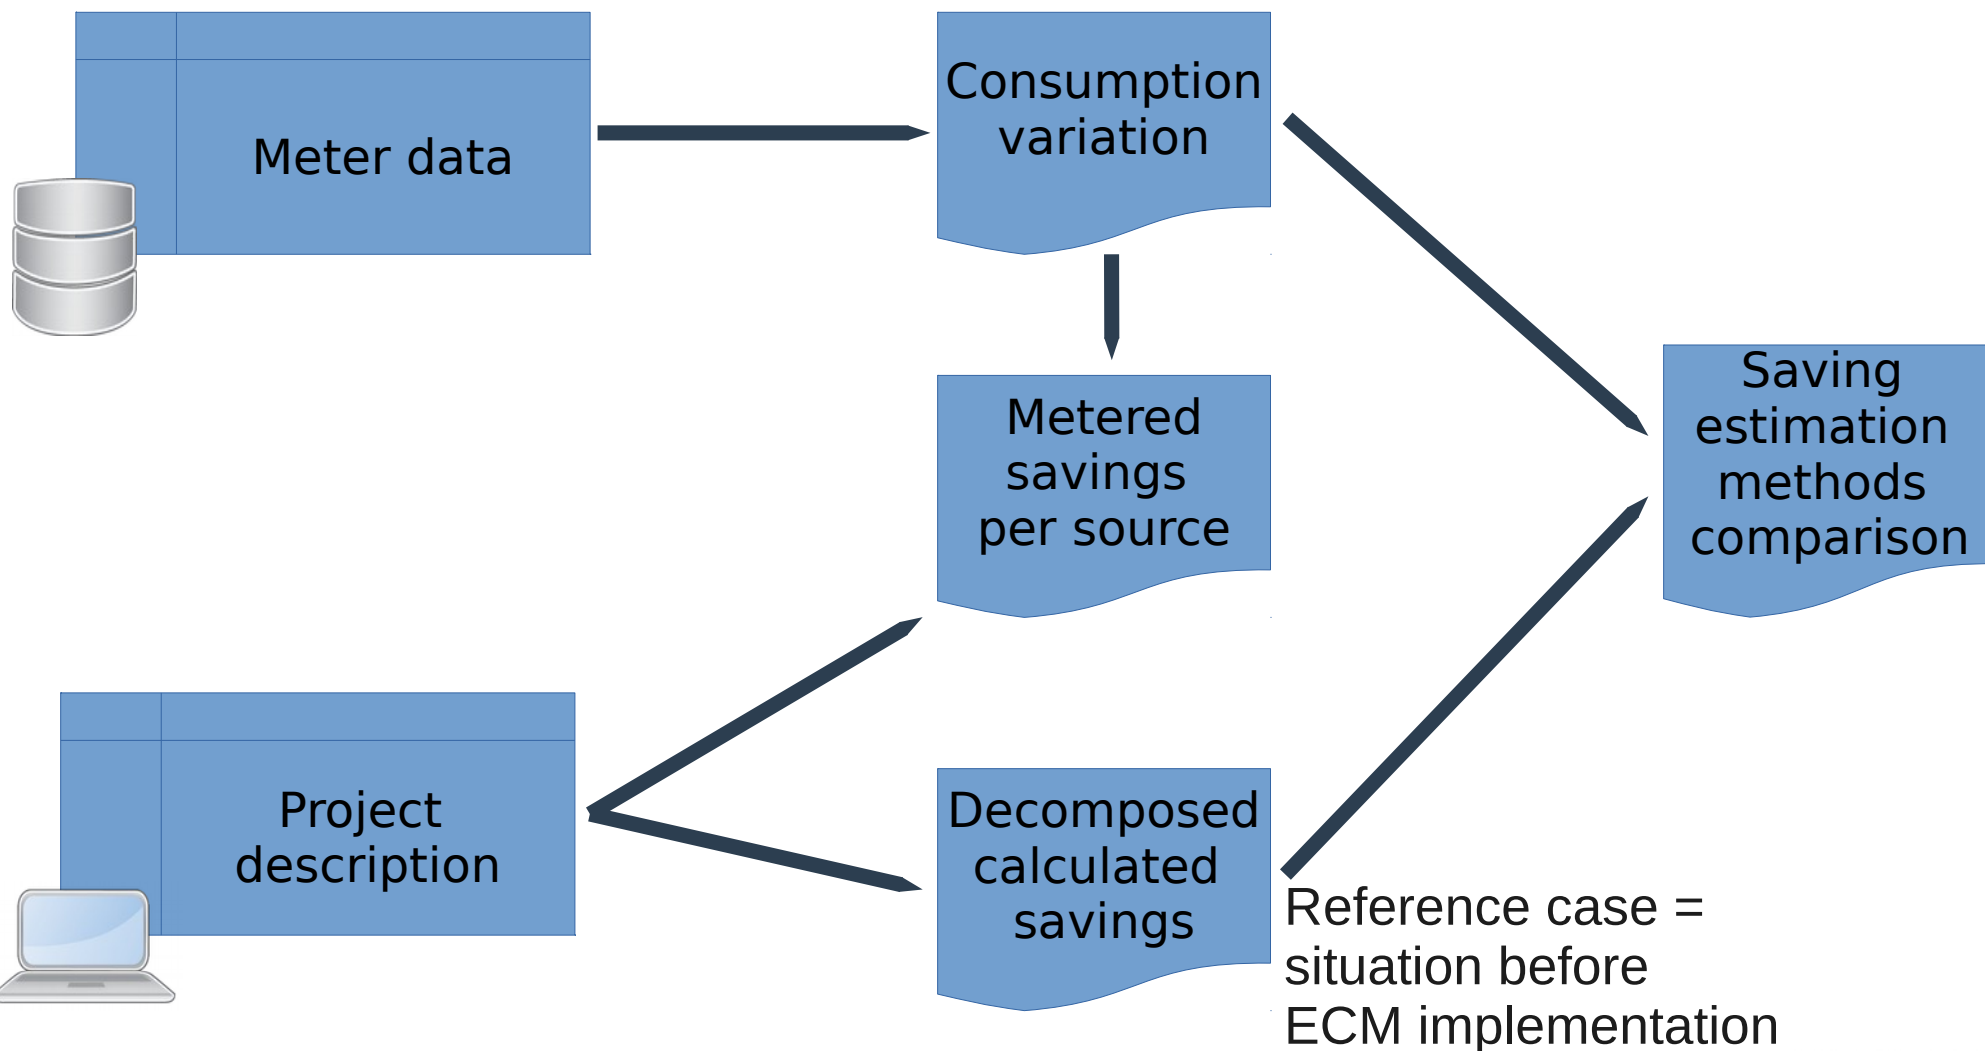 Meter data
Consumption
variation
Metered
savings
per source
Saving
estimation
methods
comparison
Project
description
Decomposed
calculated
savings
Reference case =
situation before
ECM implementation